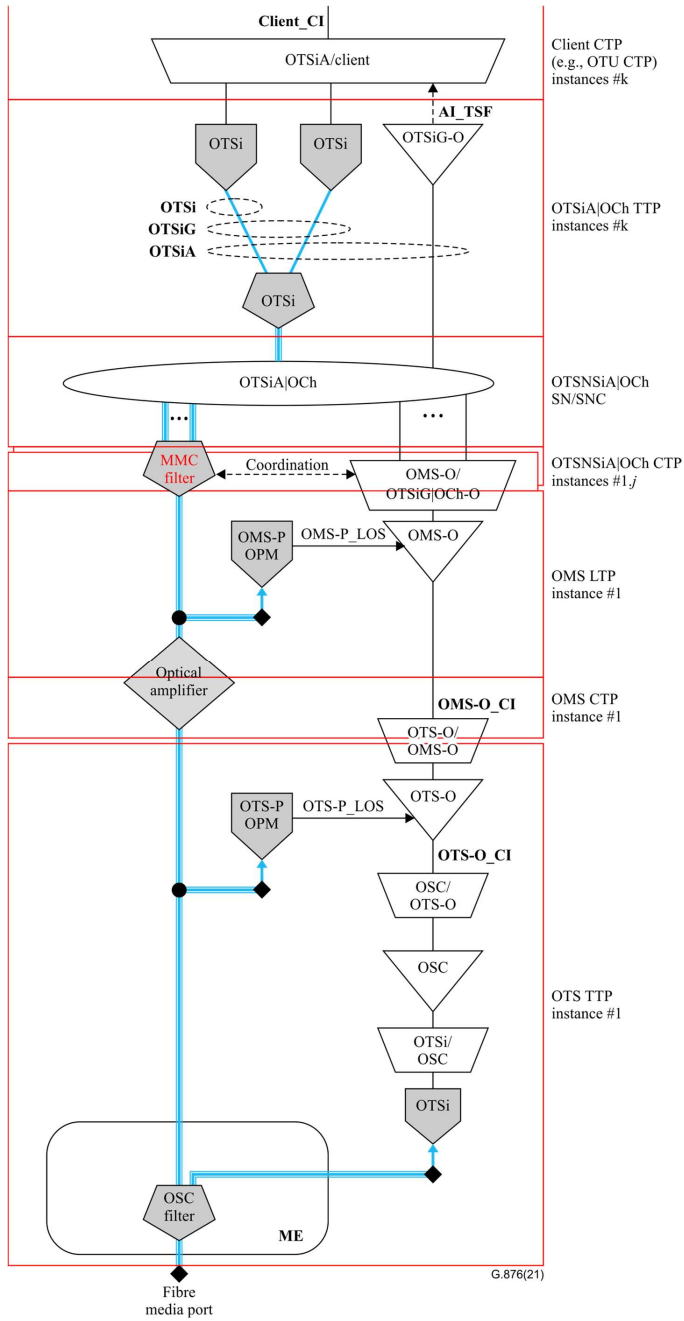 Client_CI
OTSiA/client
Client CTP
(e.g., OTU CTP)
instances #k
AI_TSF
OTSi
OTSi
OTSiG-O
OTSi
OTSiG
OTSiA
OTSiA|OCh TTP
instances #k
OTSi
OTSiA|OCh
OTSNSiA|OCh
SN/SNC
...
...
MMC
filter
Coordination
OMS-O/
OTSiG|OCh-O
OTSNSiA|OCh CTP
instances #1.j
OMS-P
OPM
OMS-P_LOS
OMS-O
OMS LTP
instance #1
Optical
amplifier
OMS-O_CI
OMS CTP
instance #1
OTS-O/
OMS-O
OTS-P
OPM
OTS-P_LOS
OTS-O
OTS-O_CI
OSC/
OTS-O
OSC
OTS TTP
instance #1
OTSi/
OSC
OTSi
OSC
filter
ME
G.876(21)
Fibre
media port